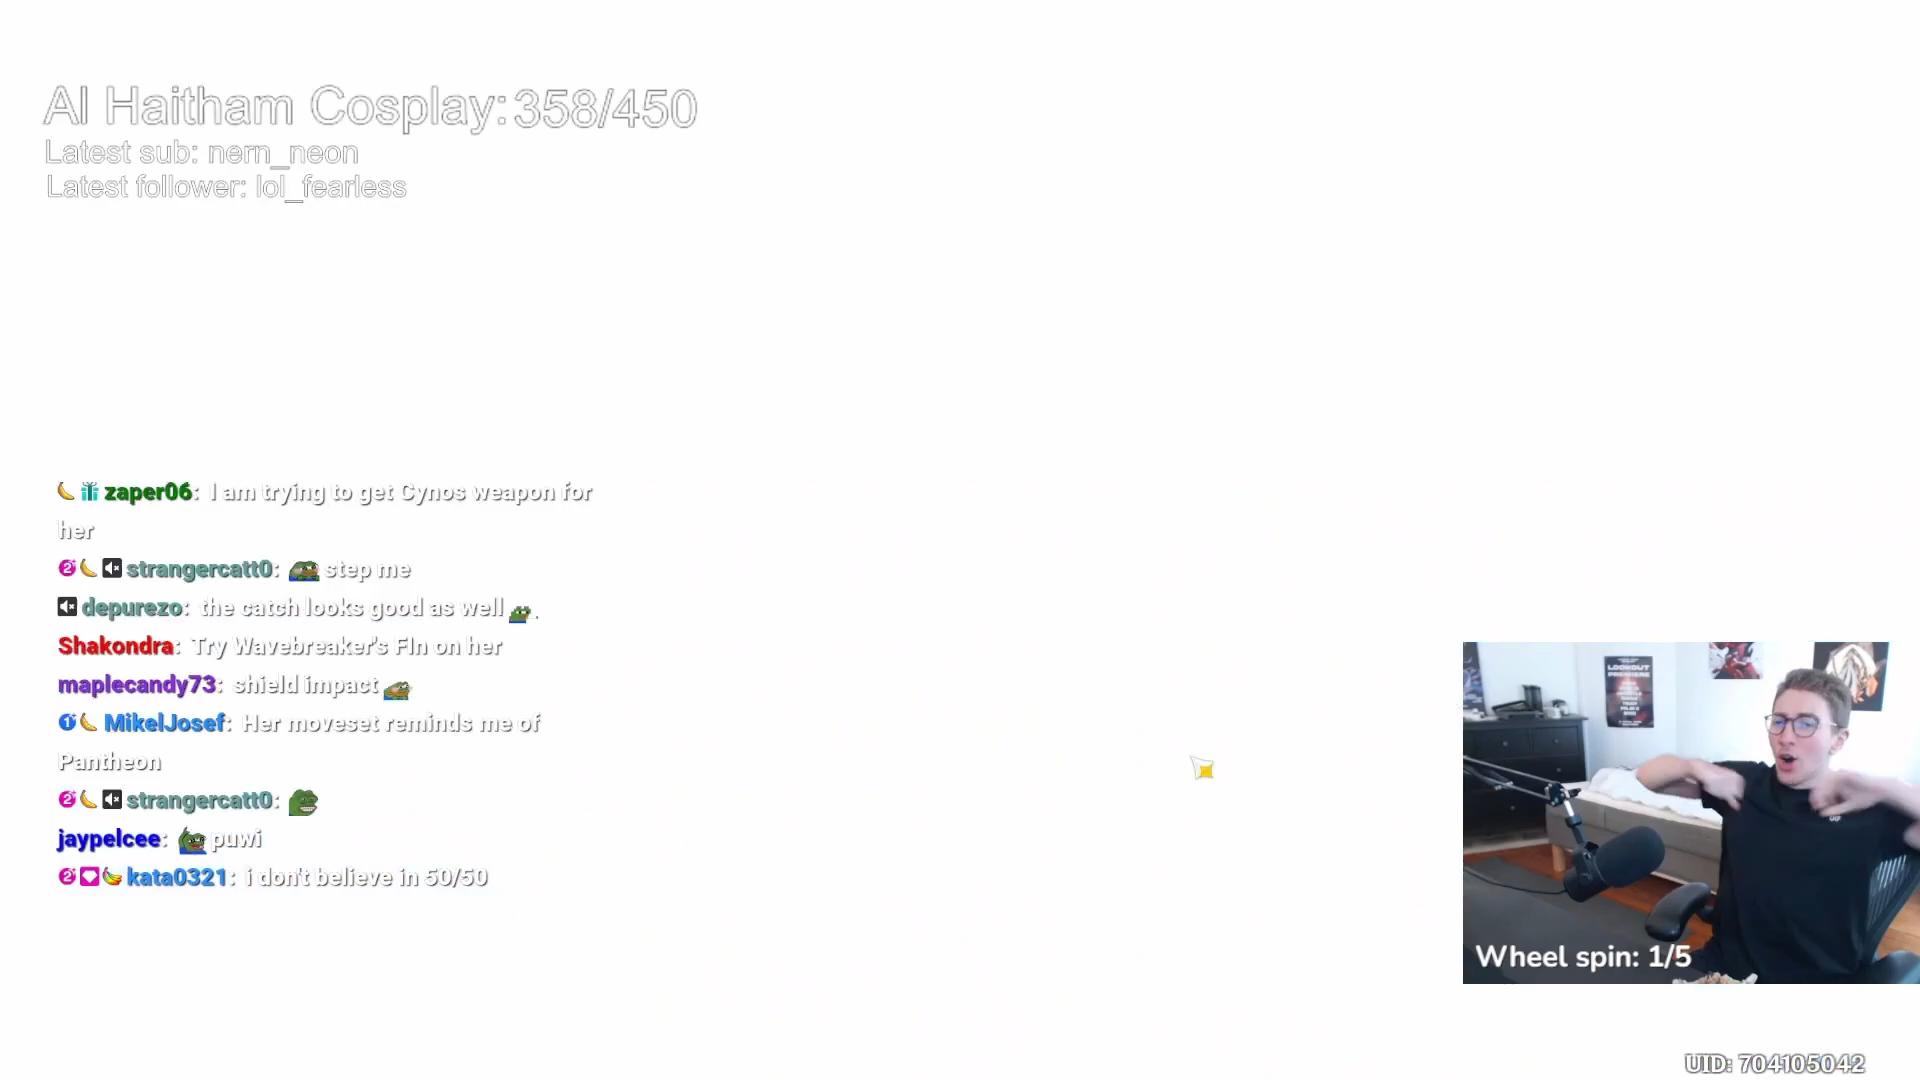 Al Haitham Cosplay: 358/450
Latest sub: nern_neon
Latest follower: lol_fearless
zaper06: I am trying to get Cynos weapon for
her
strangercatt0: step me
depurezo: the catch looks good as well
Shakondra: Try Wavebreaker's FIn on her
maplecandy73: shield impact
MikelJosef: Her moveset reminds me of
Pantheon
strangercatt0:
jaypelcee: puwi
kata0321: i don't believe in 50/50
LOOKOUT
PREMIERE
Wheel spin: 1/5
UID: 704105042